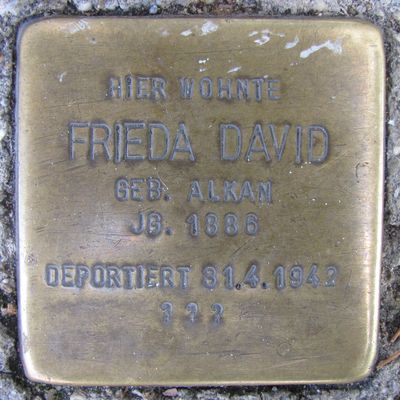 HIER WOHNTE
FRIEDA DAVID
GEB. ALKAN
JG. 1886
DEPORTIERT 31.4.1942
? ? ?